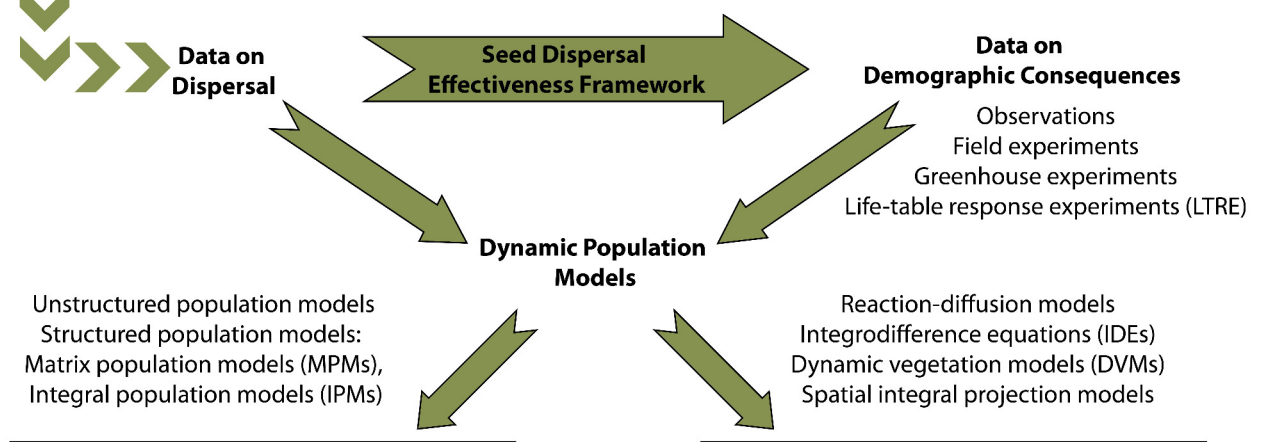 Data on
Dispersal
Seed Dispersal
Effectiveness Framework
Data on
Demographic Consequences
Observations
Field experiments
Greenhouse experiments
Life-table response experiments (LTRE)
Dynamic Population
Models
Unstructured population models
Structured population models:
Matrix population models (MPMs),
Integral population models (IPMs)
Reaction-diffusion models
Integrodifference equations (IDEs)
Dynamic vegetation models (DVMs)
Spatial integral projection models